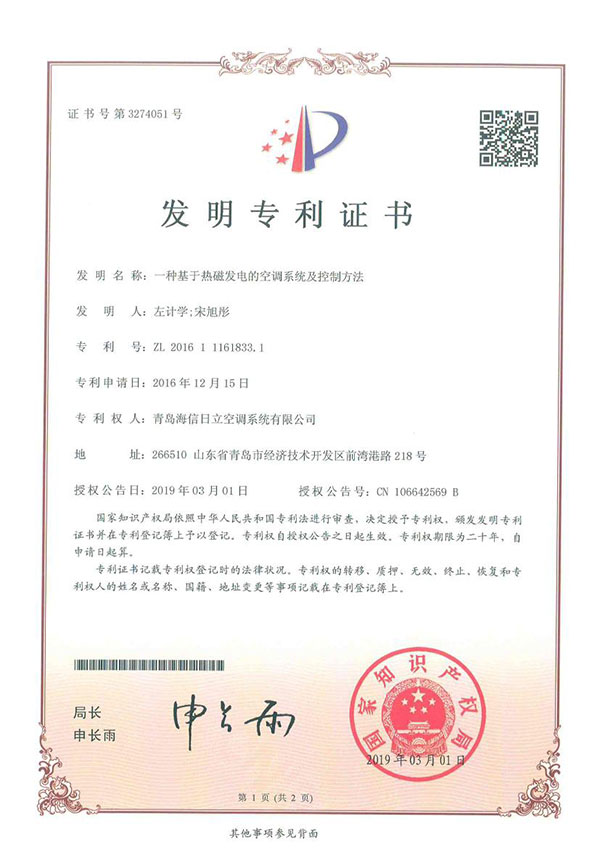 证书号第3274051号
发明专利证书
发明名称：一种基于热磁发电的空调系统及控制方法
发明人：左计学;宋旭彤
专利号：ZL 2016 1 1161833.1
专利申请日：2016年12月15日
专利权人：青岛海信日立空调系统有限公司
地址：266510 山东省青岛市经济技术开发区前湾港路218号
授权公告日：2019年03月01日 授权公告号：CN 106642569 B
国家知识产权局依照中华人民共和国专利法进行审查，决定授予专利权，颁发发明专利
证书并在专利登记簿上予以登记。专利权自授权公告之日起生效。专利权期限为二十年，自
申请日起算。
专利证书记载专利权登记时的法律状况。专利权的转移、质押、无效、终止、恢复和专
利权人的姓名或名称、国籍、地址变更等事项记载在专利登记簿上。
局长
申长雨
申长雨
国家知识产权局
2019年03月01日
第1页(共2页)
其他事项参见背面